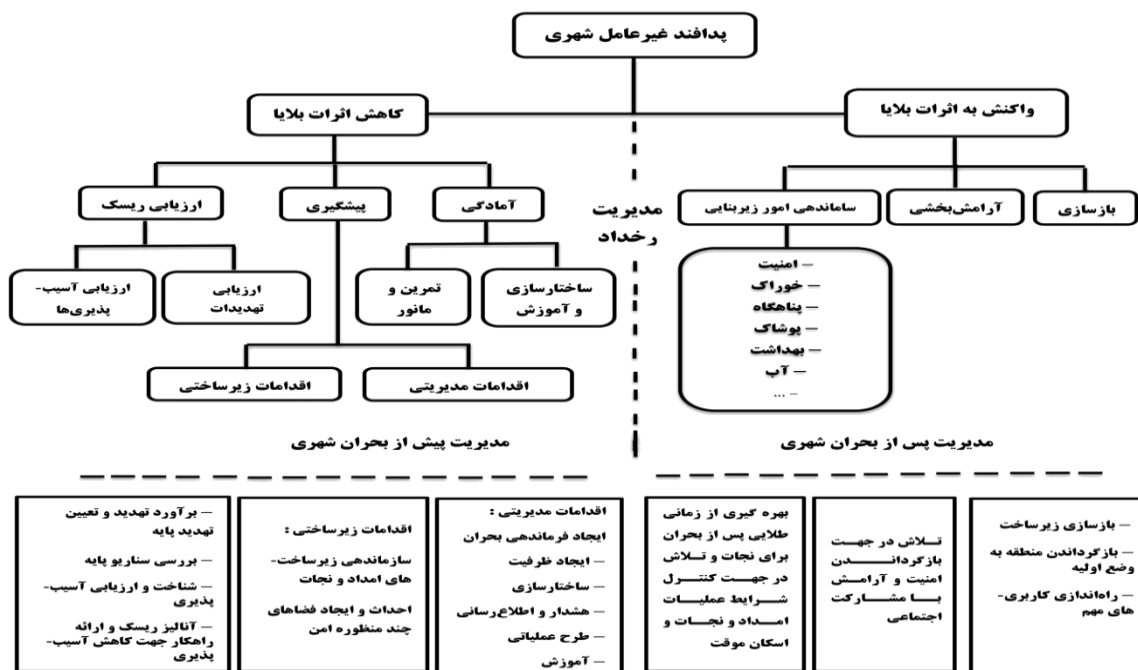 پدافند غیرعامل شهری
واکنش به اثرات بلایا
کاهش اثرات بلایا
بازسازی
آرامش‌بخشی
ساماندهی امور زیربنایی
– امنیت
– خوراک
– پناهگاه
– پوشاک
– بهداشت
– آب
– ...
مدیریت
رخداد
آمادگی
پیشگیری
ارزیابی ریسک
ساختارسازی
و آموزش
تمرین و
مانور
ارزیابی
تهدیدات
ارزیابی آسیب-
پذیری‌ها
اقدامات مدیریتی
اقدامات زیرساختی
مدیریت پس از بحران شهری
مدیریت پیش از بحران شهری
– بازسازی زیرساخت
– بازگرداندن منطقه به
وضع اولیه
– راه‌اندازی کاربری-
های مهم
تلاش در جهت
بازگرداندن
امنیت و آرامش
با مشارکت
اجتماعی
بهره گیری از زمانی
طلایی پس از بحران
برای نجات و تلاش
در جهت کنترل
شرایط عملیات
امداد و نجات و
اسکان موقت
اقدامات مدیریتی :
ایجاد فرماندهی بحران
– ایجاد ظرفیت
– ساختارسازی
– هشدار و اطلاع‌رسانی
– طرح عملیاتی
– آموزش
اقدامات زیرساختی :
سازماندهی زیرساخت-
های امداد و نجات
احداث و ایجاد فضاهای
چند منظوره امن
– برآورد تهدید و تعیین
تهدید پایه
– بررسی سناریو پایه
– شناخت و ارزیابی آسیب-
پذیری
– آنالیز ریسک و ارائه
راهکار جهت کاهش آسیب-
پذیری